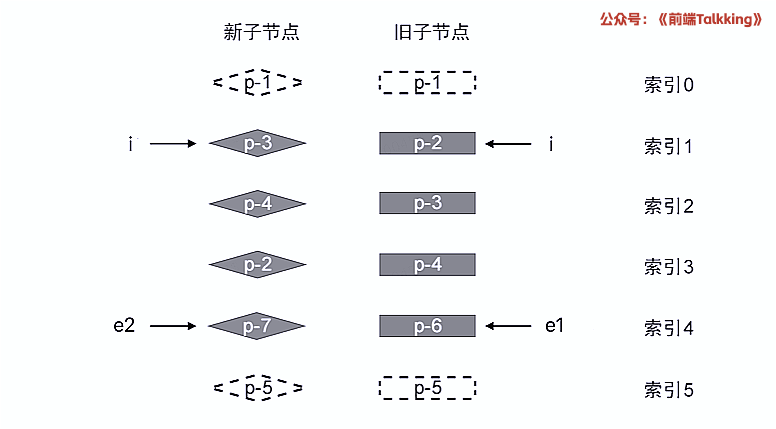 公众号：《前端Talkking》
新子节点 旧子节点
p-1 p-1 索引0
i p-3 p-2 i 索引1
p-4 p-3 索引2
p-2 p-4 索引3
e2 p-7 p-6 e1 索引4
p-5 p-5 索引5